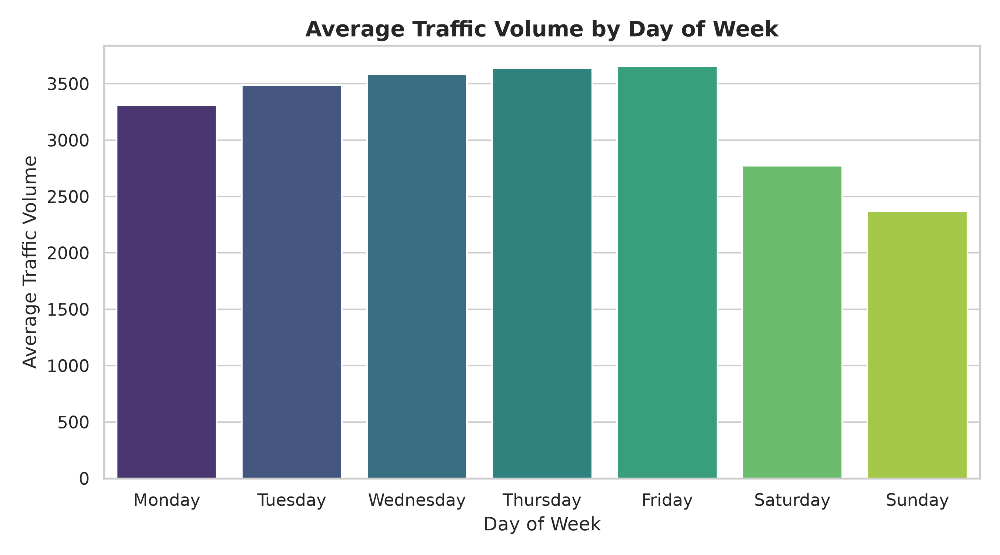 Average Traffic Volume by Day of Week
Average Traffic Volume
3500
3000
2500
2000
1500
1000
500
0
Monday Tuesday Wednesday Thursday Friday Saturday Sunday
Day of Week